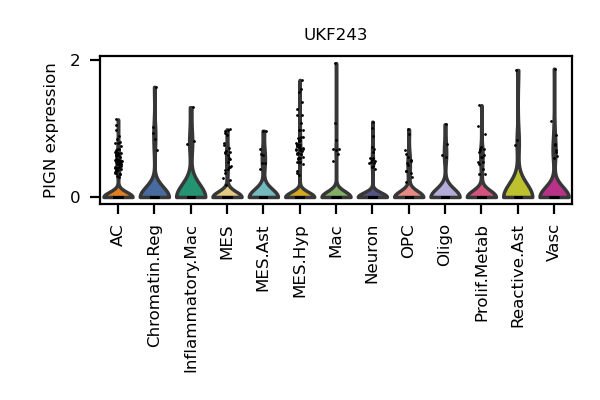 UKF243
PIGN expression
2
0
AC
Chromatin.Reg
Inflammatory.Mac
MES
MES.Ast
MES.Hyp
Mac
Neuron
OPC
Oligo
Prolif.Metab
Reactive.Ast
Vasc